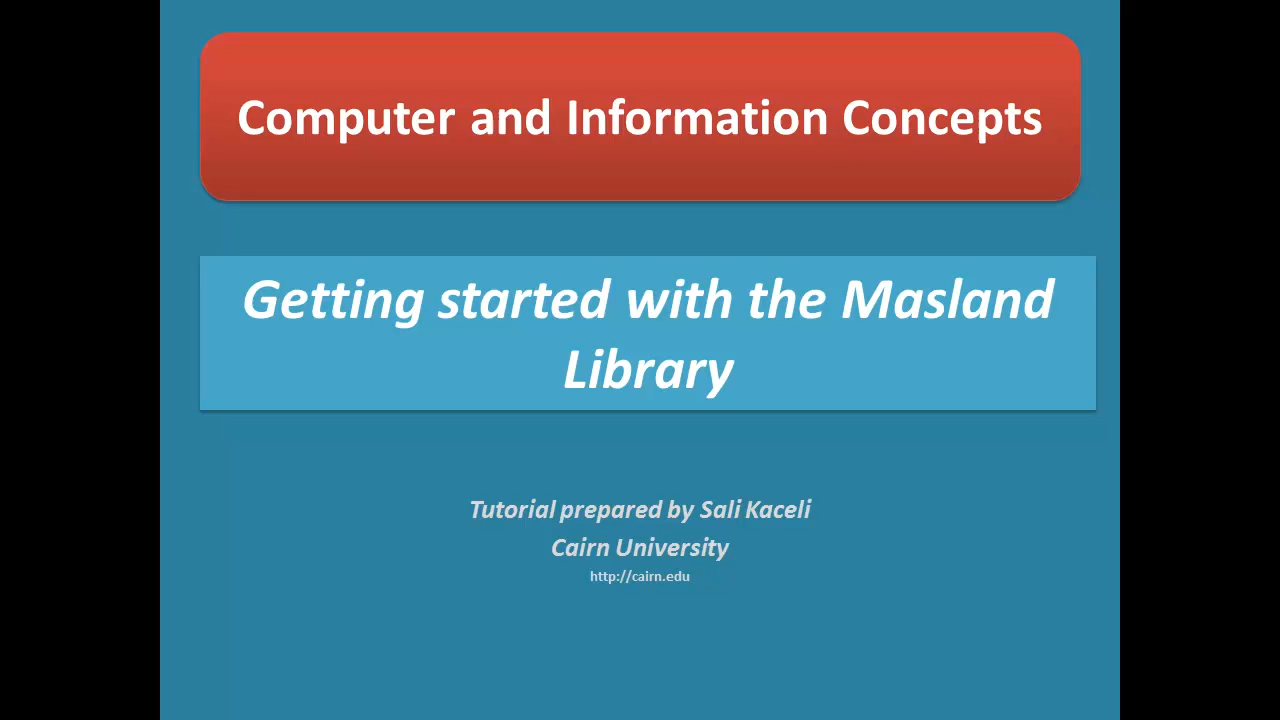 Computer and Information Concepts
Getting started with the Masland
Library
Tutorial prepared by Sali Kaceli
Cairn University
http://cairn.edu